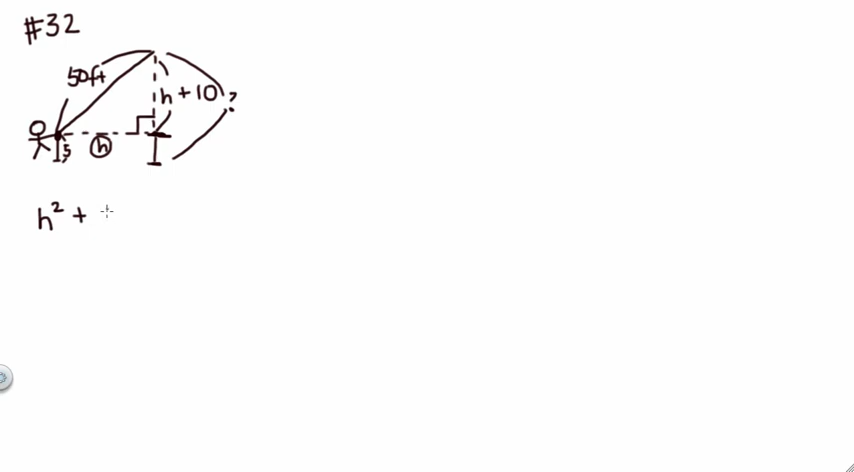 #32
50ft
h + 10 ?
5
h
h² +